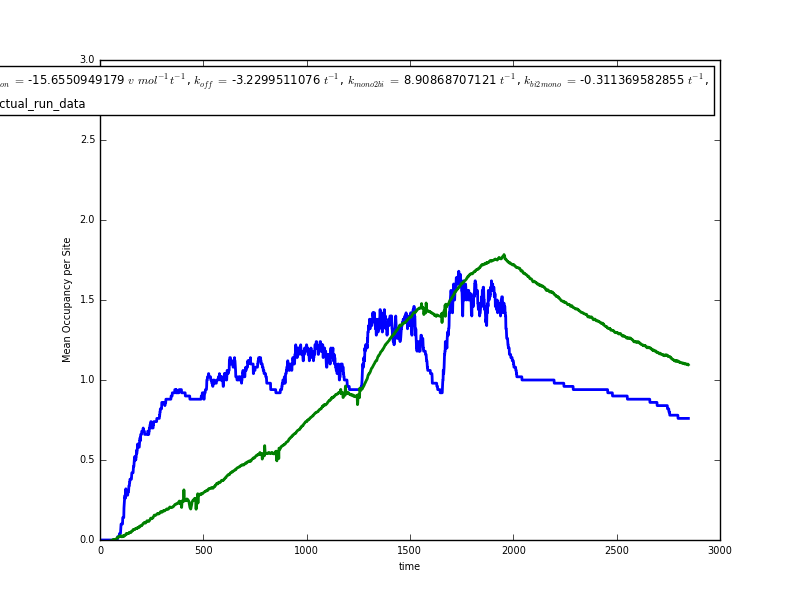 on = -15.6550949179 v mol⁻¹t⁻¹, k_off = -3.2299511076 t⁻¹, k_mono2bi = 8.90868707121 t⁻¹, k_bi2mono = -0.311369582855 t⁻¹,
ctual_run_data
3.0
2.5
2.0
1.5
1.0
0.5
0.0
Mean Occupancy per Site
0 500 1000 1500 2000 2500 3000
time